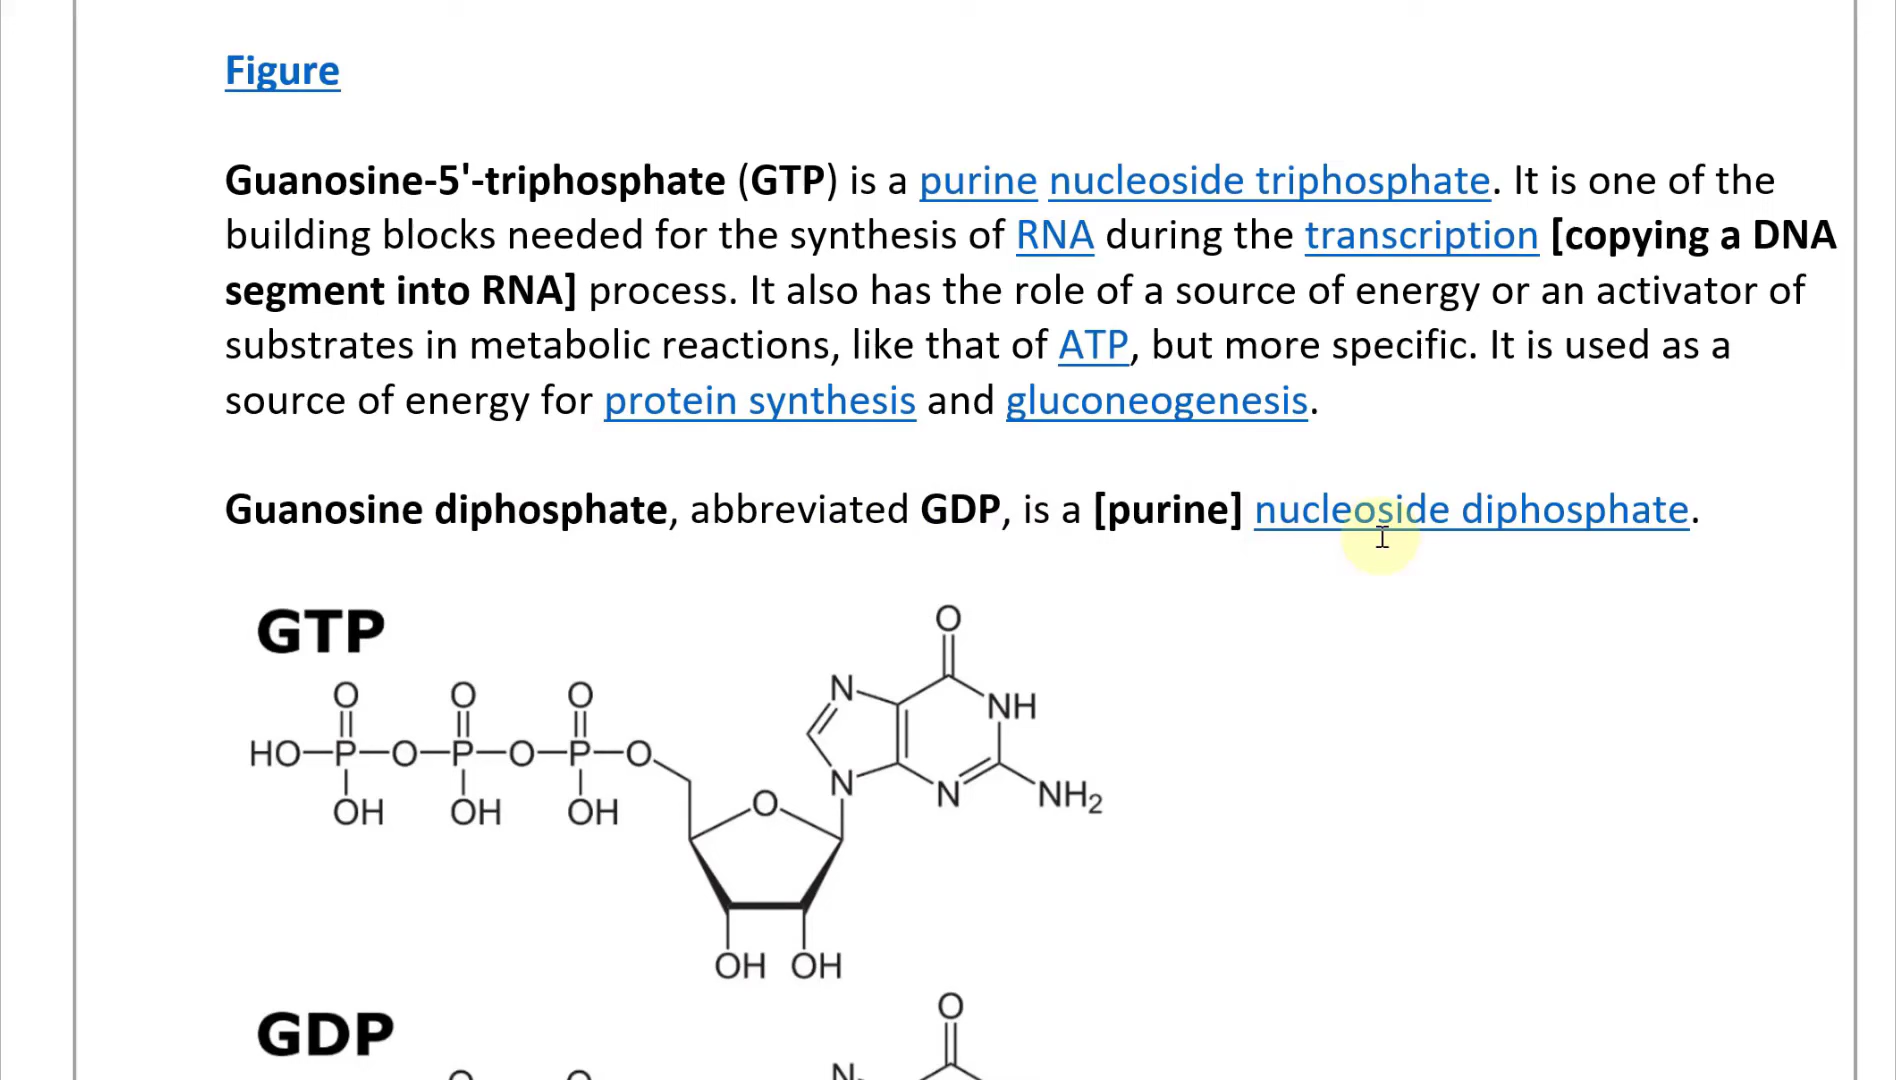 Figure
Guanosine-5'-triphosphate (GTP) is a purine nucleoside triphosphate. It is one of the
building blocks needed for the synthesis of RNA during the transcription [copying a DNA
segment into RNA] process. It also has the role of a source of energy or an activator of
substrates in metabolic reactions, like that of ATP, but more specific. It is used as a
source of energy for protein synthesis and gluconeogenesis.
Guanosine diphosphate, abbreviated GDP, is a [purine] nucleoside diphosphate.
GTP
O
O O O N NH
HO P O P O P O
OH OH OH N N NH2
O
OH OH
GDP
O
O O N